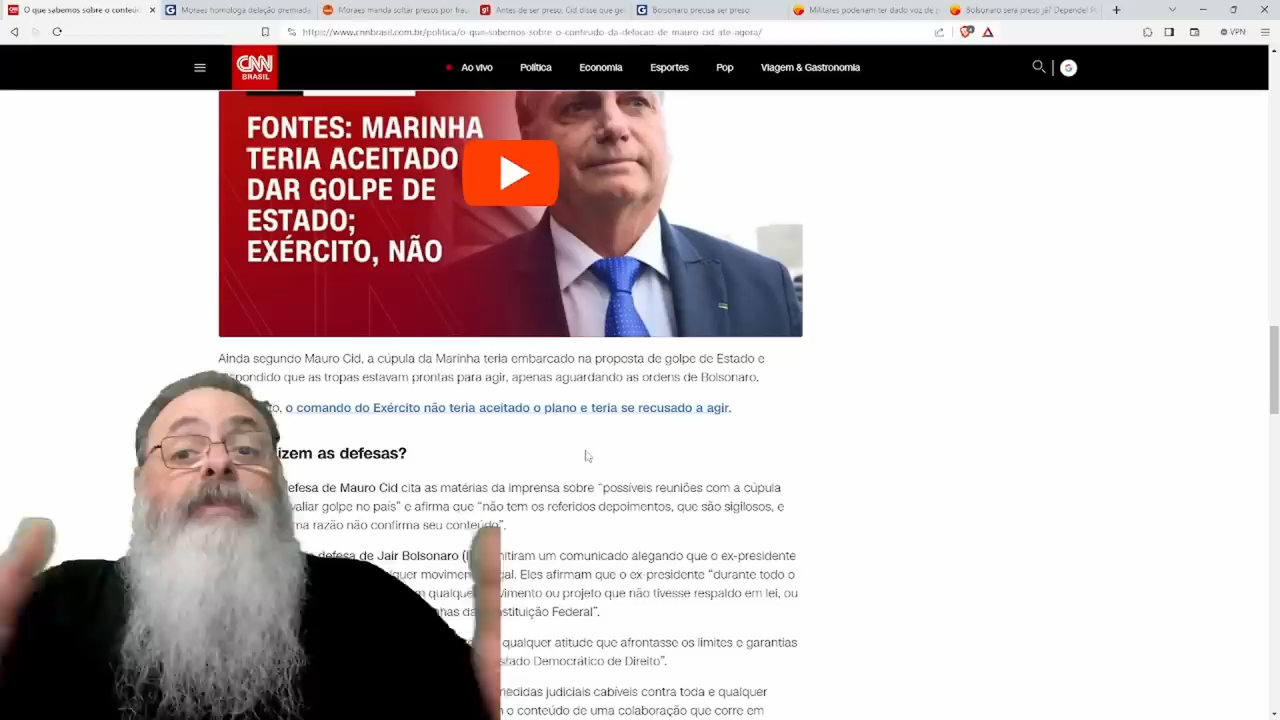 O que sabemos sobre o conteú
Moraes homologa delação premiada
Moraes manda soltar presos por frau
Antes de ser preso, Cid disse que
Bolsonaro precisa ser preso
Militares poderiam ter dado voz de p
Bolsonaro será preso já? Depende!
https://www.cnnbrasil.com.br/politica/o-que-sabemos-sobre-o-conteudo-da-delacao-de-mauro-cid-ate-agora/
VPN
CNN
BRASIL
Ao vivo
Política
Economia
Esportes
Pop
Viagem & Gastronomia
FONTES: MARINHA
TERIA ACEITADO
DAR GOLPE DE
ESTADO;
EXÉRCITO, NÃO
Ainda segundo Mauro Cid, a cúpula da Marinha teria embarcado na proposta de golpe de Estado e
spondido que as tropas estavam prontas para agir, apenas aguardando as ordens de Bolsonaro.
to, o comando do Exército não teria aceitado o plano e teria se recusado a agir.
izem as defesas?
efesa de Mauro Cid cita as matérias da imprensa sobre “possíveis reuniões com a cúpula
valiar golpe no país” e afirma que “não tem os referidos depoimentos, que são sigilosos, e
ma razão não confirma seu conteúdo”.
defesa de Jair Bolsonaro mitiram um comunicado alegando que o ex-presidente
quer movimen gal. Eles afirmam que o ex-presidente “durante todo o
m qualquer vimento ou projeto que não tivesse respaldo em lei, ou
nhas da nstituição Federal”.
qualquer atitude que afrontasse os limites e garantias
stado Democrático de Direito”.
medidas judiciais cabíveis contra toda e qualquer
o conteúdo de uma colaboração que corre em